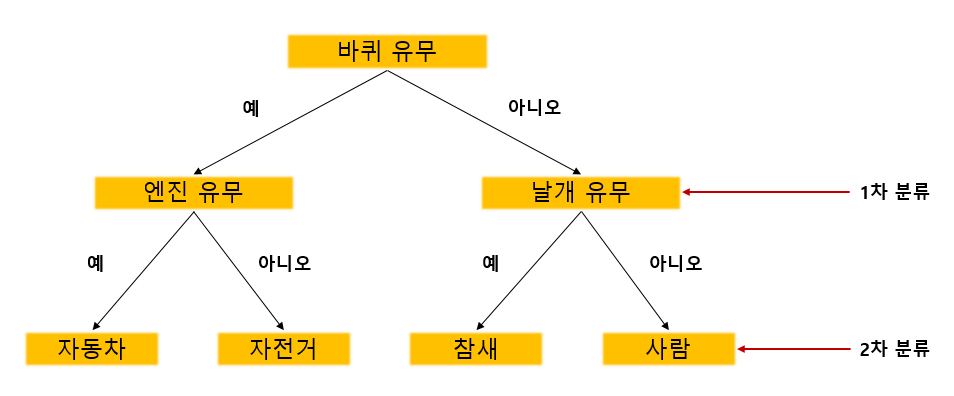 바퀴 유무
예
아니오
엔진 유무
날개 유무
1차 분류
예
아니오
예
아니오
자동차
자전거
참새
사람
2차 분류